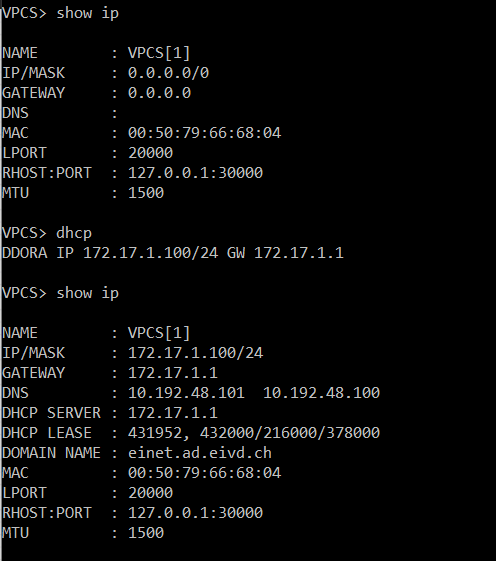 VPCS> show ip
NAME        : VPCS[1]
IP/MASK     : 0.0.0.0/0
GATEWAY     : 0.0.0.0
DNS         :
MAC         : 00:50:79:66:68:04
LPORT       : 20000
RHOST:PORT  : 127.0.0.1:30000
MTU         : 1500
VPCS> dhcp
DDORA IP 172.17.1.100/24 GW 172.17.1.1
VPCS> show ip
NAME        : VPCS[1]
IP/MASK     : 172.17.1.100/24
GATEWAY     : 172.17.1.1
DNS         : 10.192.48.101  10.192.48.100
DHCP SERVER : 172.17.1.1
DHCP LEASE  : 431952, 432000/216000/378000
DOMAIN NAME : einet.ad.eivd.ch
MAC         : 00:50:79:66:68:04
LPORT       : 20000
RHOST:PORT  : 127.0.0.1:30000
MTU         : 1500